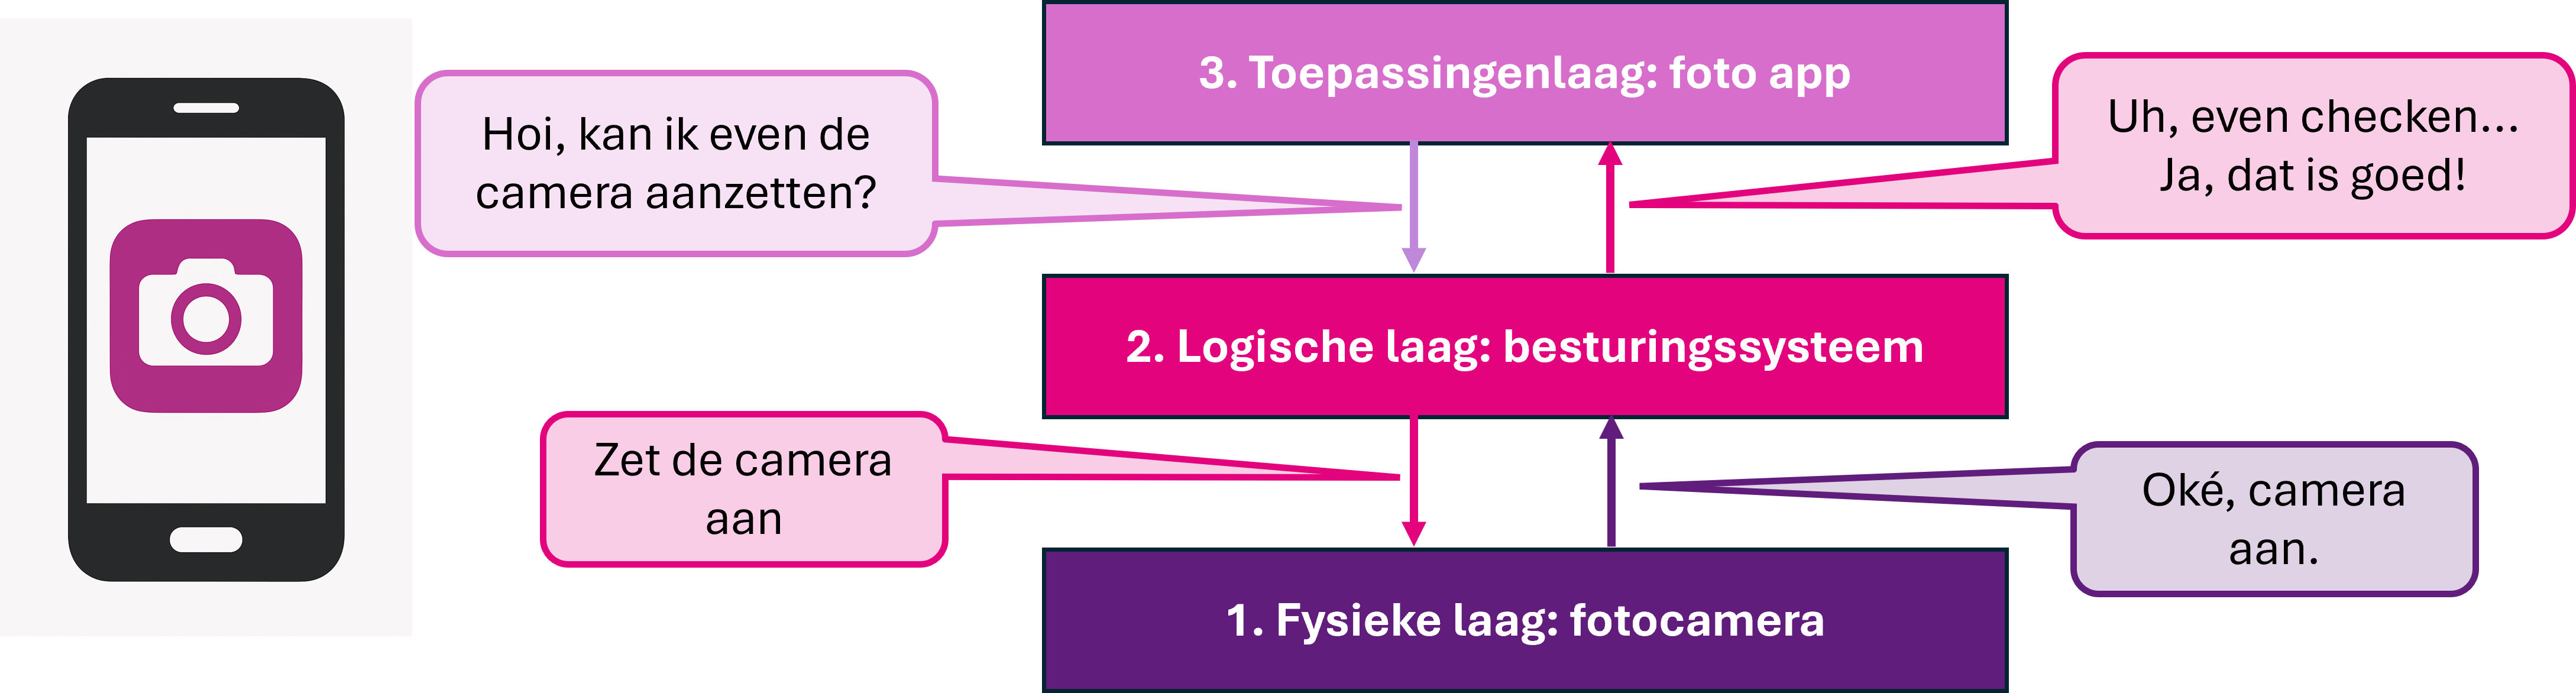 3. Toepassingenlaag: foto app
Hoi, kan ik even de
camera aanzetten?
Uh, even checken...
Ja, dat is goed!
2. Logische laag: besturingssysteem
Zet de camera
aan
Oké, camera
aan.
1. Fysieke laag: fotocamera